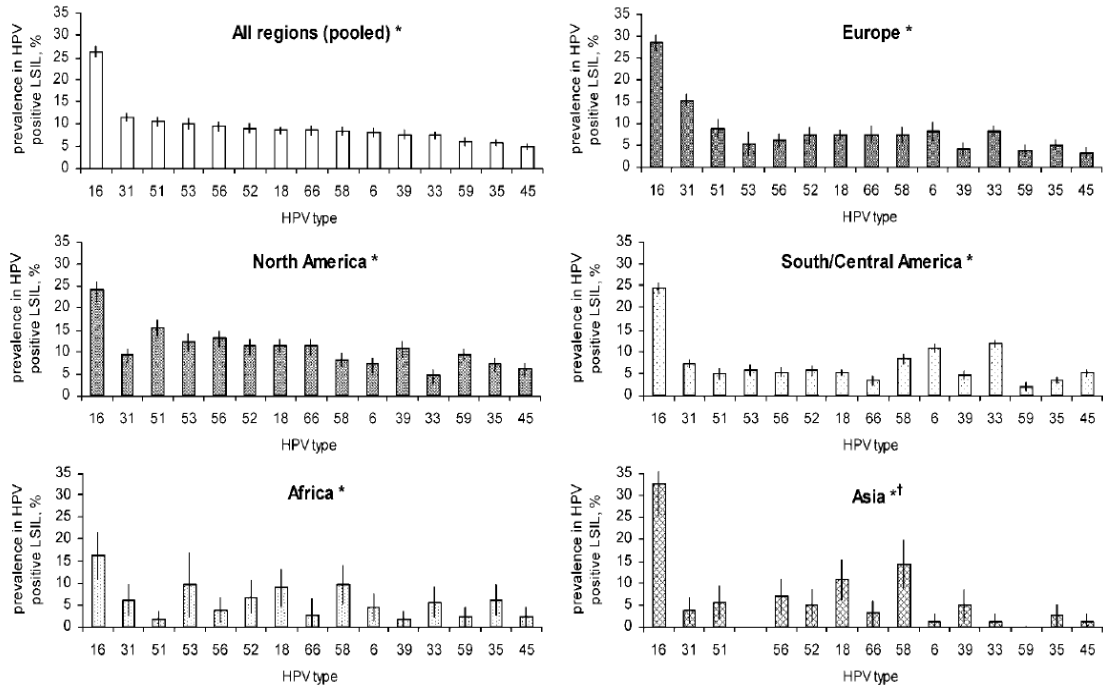 All regions (pooled) *
prevalence in HPV
positive LSIL, %
35
30
25
20
15
10
5
0
16 31 51 53 56 52 18 66 58 6 39 33 59 35 45
HPV type
Europe *
prevalence in HPV
positive LSIL, %
35
30
25
20
15
10
5
0
16 31 51 53 56 52 18 66 58 6 39 33 59 35 45
HPV type
North America *
prevalence in HPV
positive LSIL, %
35
30
25
20
15
10
5
0
16 31 51 53 56 52 18 66 58 6 39 33 59 35 45
HPV type
South/Central America *
prevalence in HPV
positive LSIL, %
35
30
25
20
15
10
5
0
16 31 51 53 56 52 18 66 58 6 39 33 59 35 45
HPV type
Africa *
prevalence in HPV
positive LSIL, %
35
30
25
20
15
10
5
0
16 31 51 53 56 52 18 66 58 6 39 33 59 35 45
HPV type
Asia *†
prevalence in HPV
positive LSIL, %
35
30
25
20
15
10
5
0
16 31 51 56 52 18 66 58 6 39 33 59 35 45
HPV type